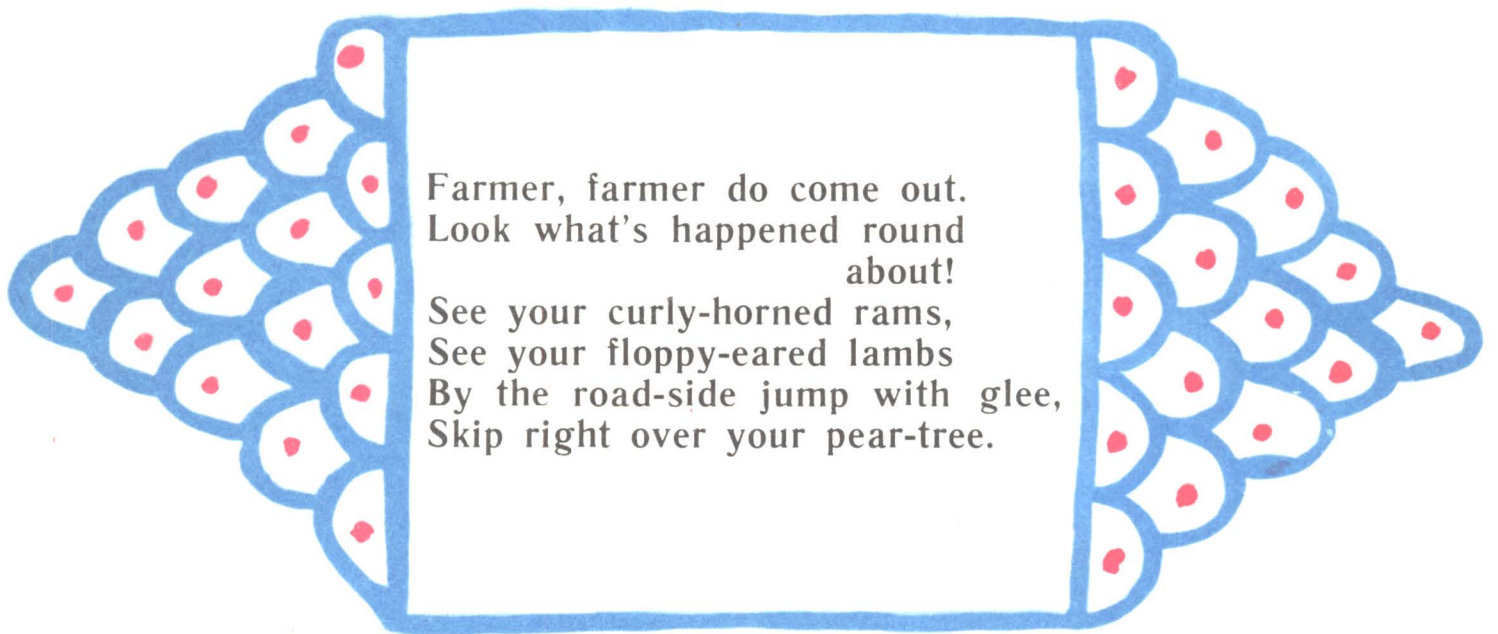 Farmer, farmer do come out.
Look what's happened round
about!
See your curly-horned rams,
See your floppy-eared lambs
By the road-side jump with glee,
Skip right over your pear-tree.